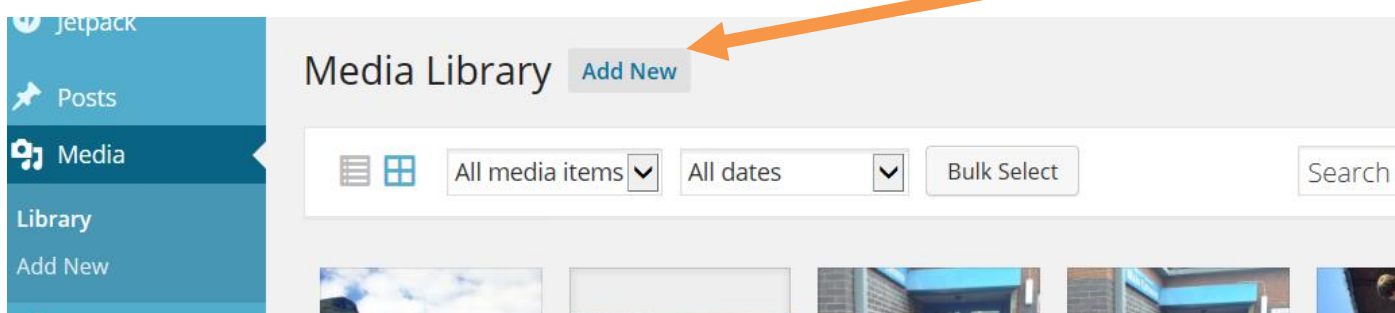 Jetpack
Posts
Media
Library
Add New
Media Library Add New
All media items All dates Bulk Select Search